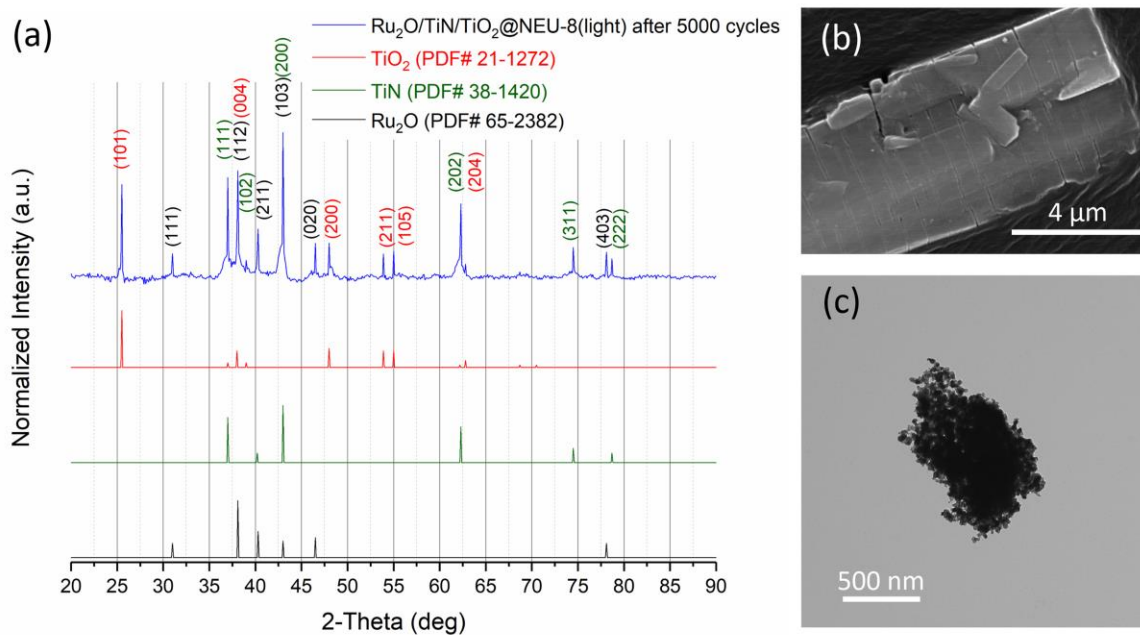 (a)
Ru₂O/TiN/TiO₂@NEU-8(light) after 5000 cycles
TiO₂ (PDF# 21-1272)
TiN (PDF# 38-1420)
Ru₂O (PDF# 65-2382)
(101)
(111)
(111)
(112)
(004)
(102)
(211)
(103)(200)
(020)
(200)
(211)
(105)
(202)
(204)
(311)
(403)
(222)
Normalized Intensity (a.u.)
20 25 30 35 40 45 50 55 60 65 70 75 80 85 90
2-Theta (deg)
(b)
4 µm
(c)
500 nm